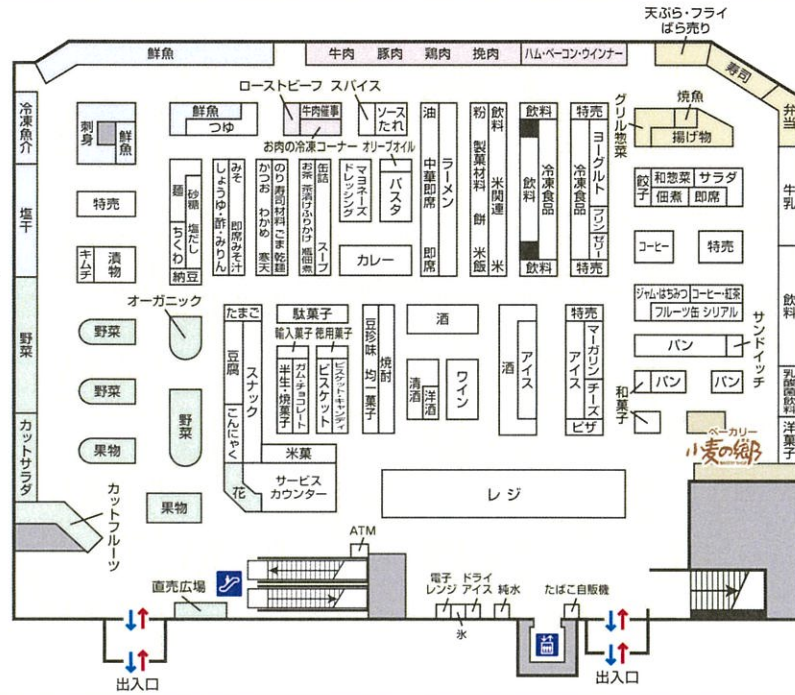 天ぷら・フライ
ばら売り
鮮魚
牛肉 豚肉 鶏肉 挽肉
ハム・ベーコン・ウインナー
寿司
弁当
冷凍魚介
刺身
鮮魚
鮮魚
つゆ
ローストビーフ
牛肉催事
スパイス
ソース
たれ
お肉の冷凍コーナー
オリーブオイル
油 中華即席 即席
ラーメン
粉 製菓材料 餅 米飯
飲料 米関連 米
飲料
飲料
飲料
冷凍食品
特売
冷凍食品
ヨーグルト
プリン
ゼリー
特売
グリル惣菜
焼魚
揚げ物
餃子
和惣菜
サラダ
佃煮
即席
牛乳
塩干
特売
キムチ
漬物
麺
砂糖 塩
だし
ちくわ
納豆
みそ 即席みそ汁
しょうゆ・酢・みりん
のり 寿司材料 ごま 乾麺
かつお わかめ 寒天
缶詰 スープ
お茶 茶漬けふりかけ 瓶佃煮
マヨネーズ
ドレッシング
パスタ
カレー
コーヒー
特売
飲料
オーガニック
野菜
野菜
野菜
野菜
果物
果物
カットサラダ
カットフルーツ
たまご
豆腐
こんにゃく
スナック
花
駄菓子
輸入菓子
徳用菓子
ガム・チョコレート
半生・焼菓子
ビスケット・キャンディ
ビスケット
米菓
サービス
カウンター
豆 珍味 均一菓子
焼酎
酒
清酒
洋酒
ワイン
酒
アイス
特売
アイス
マーガリン
チーズ
ピザ
ジャム・はちみつ
コーヒー・紅茶
フルーツ缶
シリアル
パン
サンドイッチ
パン
パン
和菓子
乳酸菌飲料
洋菓子
ベーカリー
小麦の郷
レジ
ATM
直売広場
電子
レンジ
氷
ドライ
アイス
純水
たばこ自販機
出入口
出入口